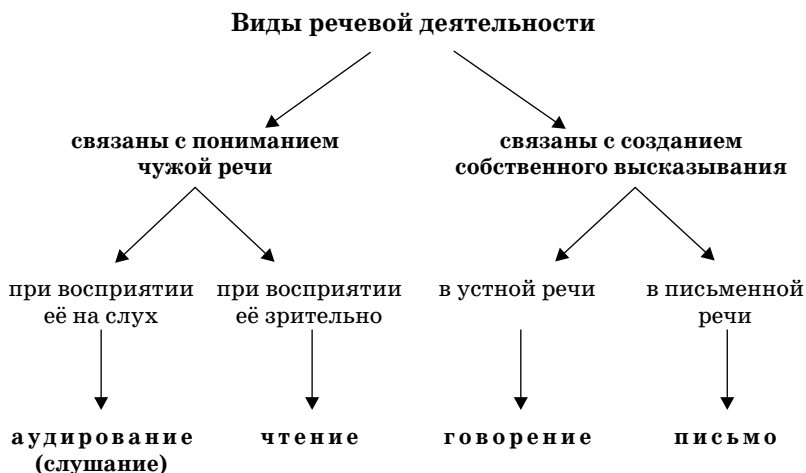 Виды речевой деятельности
связаны с пониманием
чужой речи
связаны с созданием
собственного высказывания
при восприятии
её на слух
при восприятии
её зрительно
в устной речи
в письменной
речи
аудирование
(слушание)
чтение
говорение
письмо